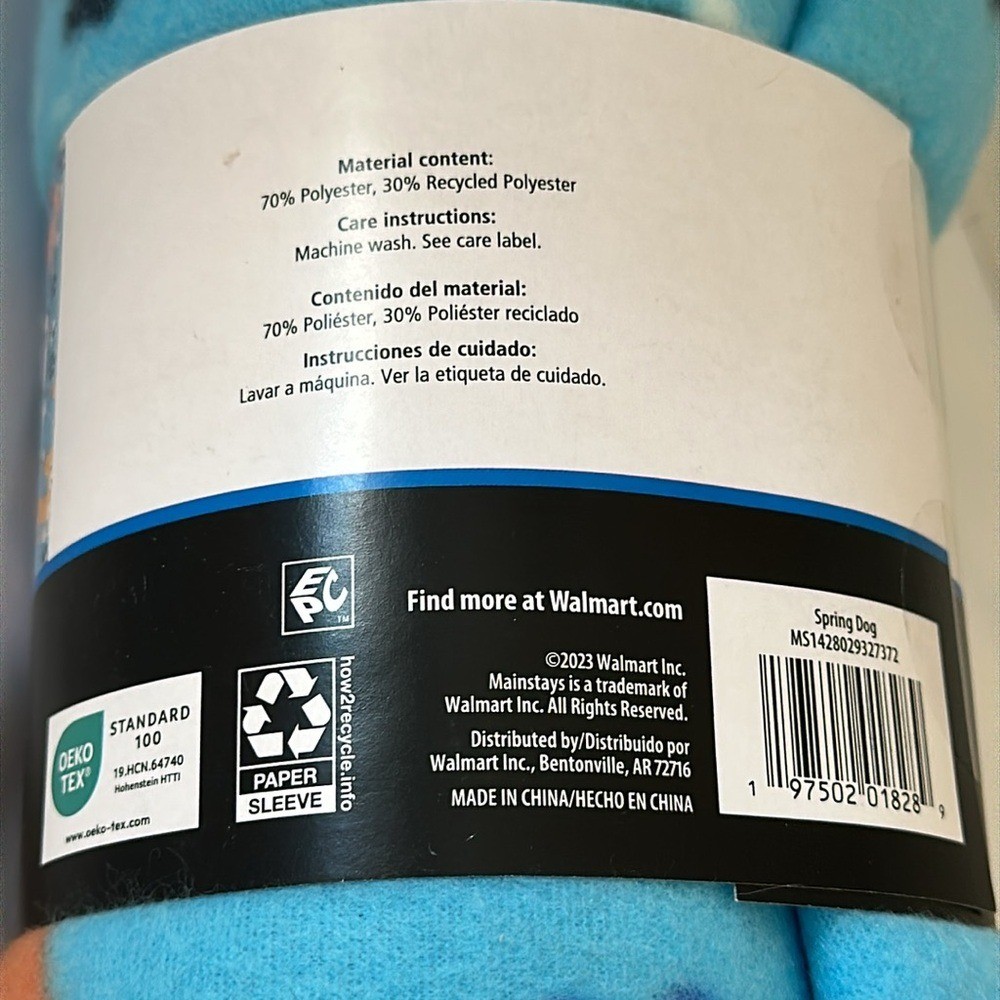 Material content:
70% Polyester, 30% Recycled Polyester
Care instructions:
Machine wash. See care label.
Contenido del material:
70% Poliéster, 30% Poliéster reciclado
Instrucciones de cuidado:
Lavar a máquina. Ver la etiqueta de cuidado.
EPC
TM
Find more at Walmart.com
©2023 Walmart Inc.
Mainstays is a trademark of
Walmart Inc. All Rights Reserved.
Distributed by/Distribuido por
Walmart Inc., Bentonville, AR 72716
MADE IN CHINA/HECHO EN CHINA
Spring Dog
MS1428029327372
1 97502 01828 9
OEKO
TEX®
STANDARD
100
19.HCN.64740
Hohenstein HTTI
www.oeko-tex.com
PAPER
SLEEVE
how2recycle.info